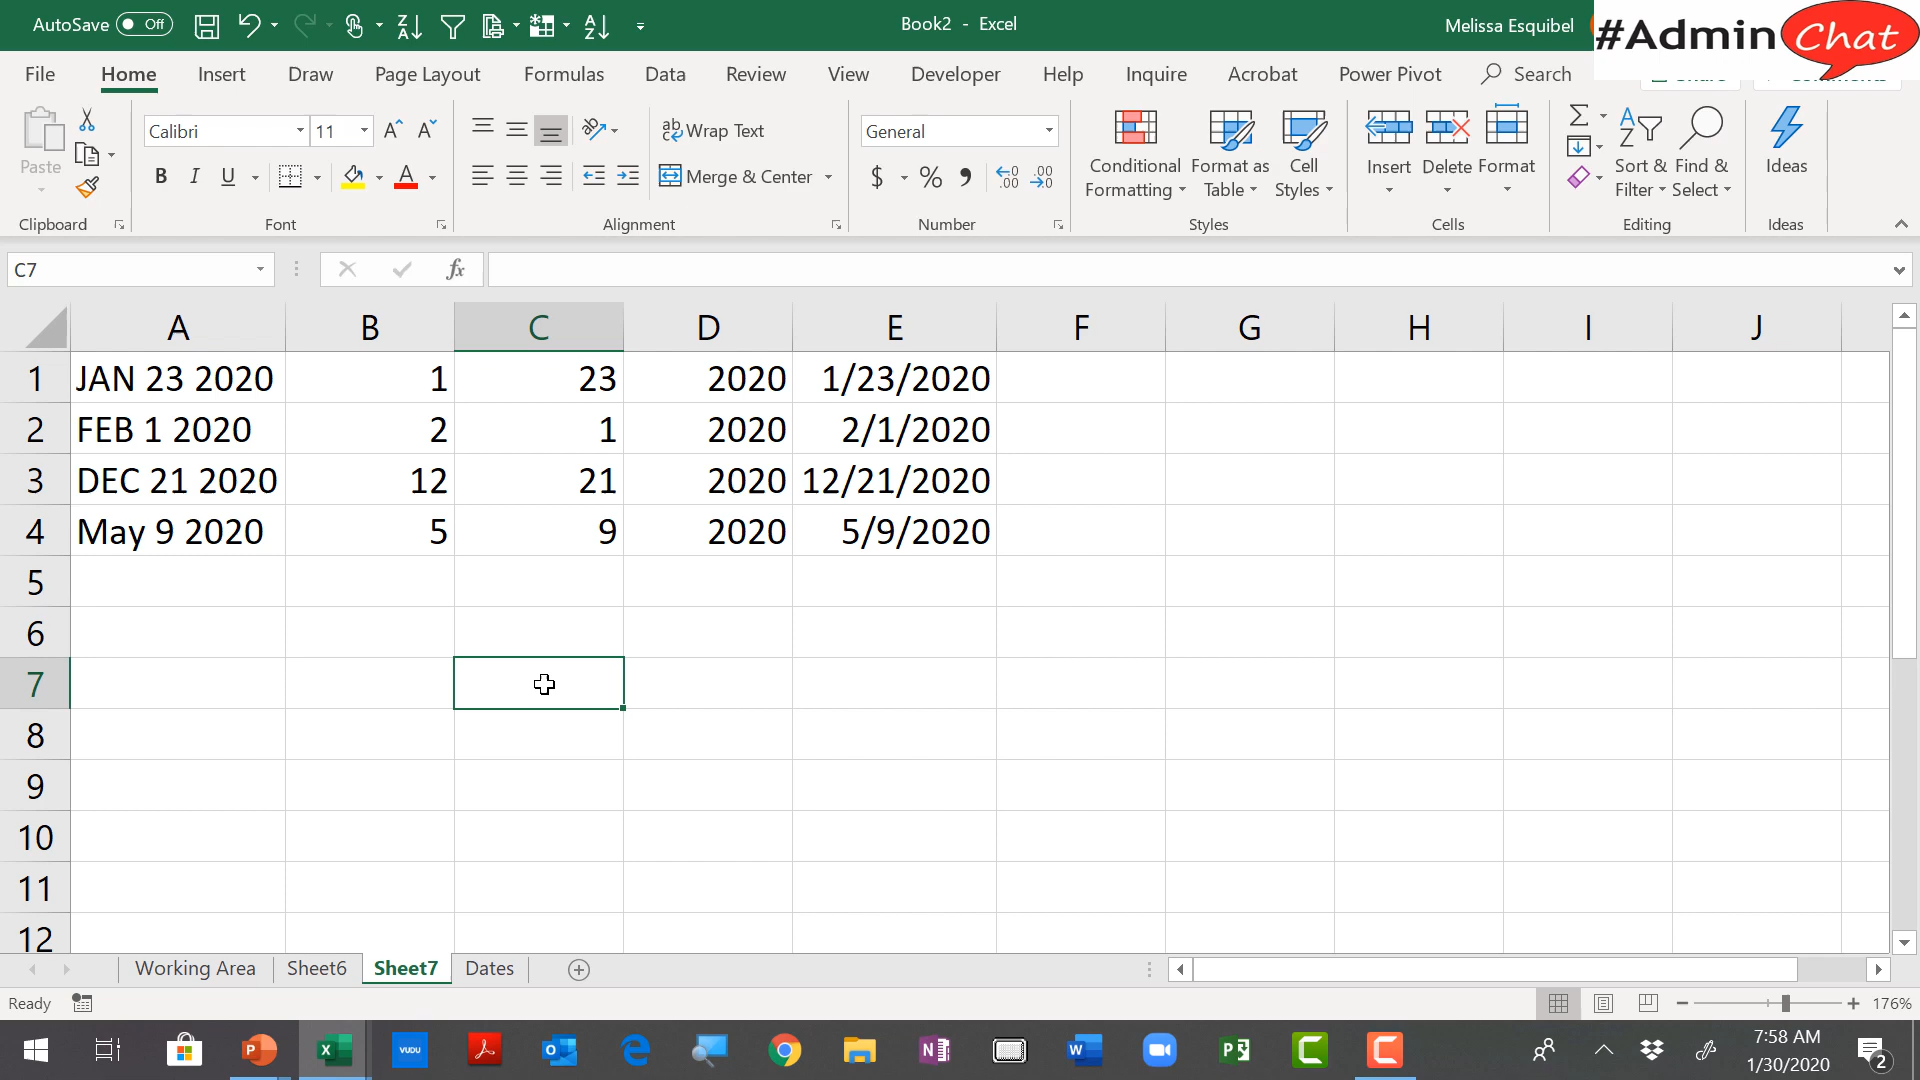 AutoSave Off Book2 - Excel Melissa Esquibel #Admin Chat
File Home Insert Draw Page Layout Formulas Data Review View Developer Help Inquire Acrobat Power Pivot Search
Paste Calibri 11 Wrap Text General Conditional Formatting Format as Table Cell Styles Insert Delete Format Sort & Filter Find & Select Ideas
B I U Merge & Center $ %
Clipboard Font Alignment Number Styles Cells Editing Ideas
C7 fx
A B C D E F G H I J
1 JAN 23 2020 1 23 2020 1/23/2020
2 FEB 1 2020 2 1 2020 2/1/2020
3 DEC 21 2020 12 21 2020 12/21/2020
4 May 9 2020 5 9 2020 5/9/2020
5
6
7
8
9
10
11
12
Working Area Sheet6 Sheet7 Dates
Ready 176%
VUDU 7:58 AM
1/30/2020 2